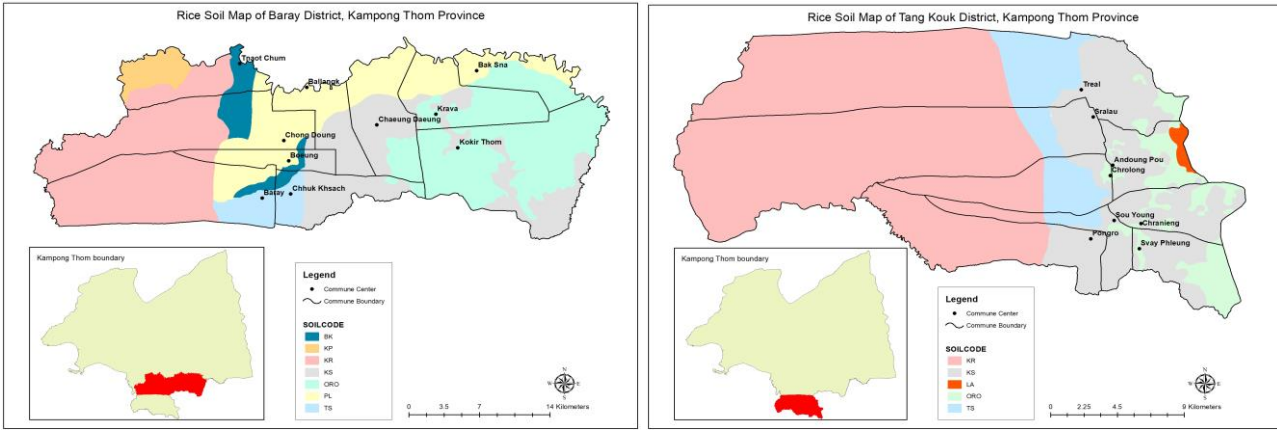 Rice Soil Map of Baray District, Kampong Thom Province
Tnaot Chum
Ballangk
Bak Sna
Krava
Chaeung Daeung
Chong Doung
Kokir Thom
Boeung
Baray
Chhuk Khsach
Kampong Thom boundary
Legend
Commune Center
Commune Boundary
SOILCODE
BK
KP
KR
KS
ORO
PL
TS
N
W
E
S
0 3.5 7 14 Kilometers
Rice Soil Map of Tang Kouk District, Kampong Thom Province
Treal
Sralau
Andoung Pou
Chrolong
Sou Young
Chranieng
Pongro
Svay Phleung
Kampong Thom boundary
Legend
Commune Center
Commune Boundary
SOILCODE
KR
KS
LA
ORO
TS
N
W
E
S
0 2.25 4.5 9 Kilometers